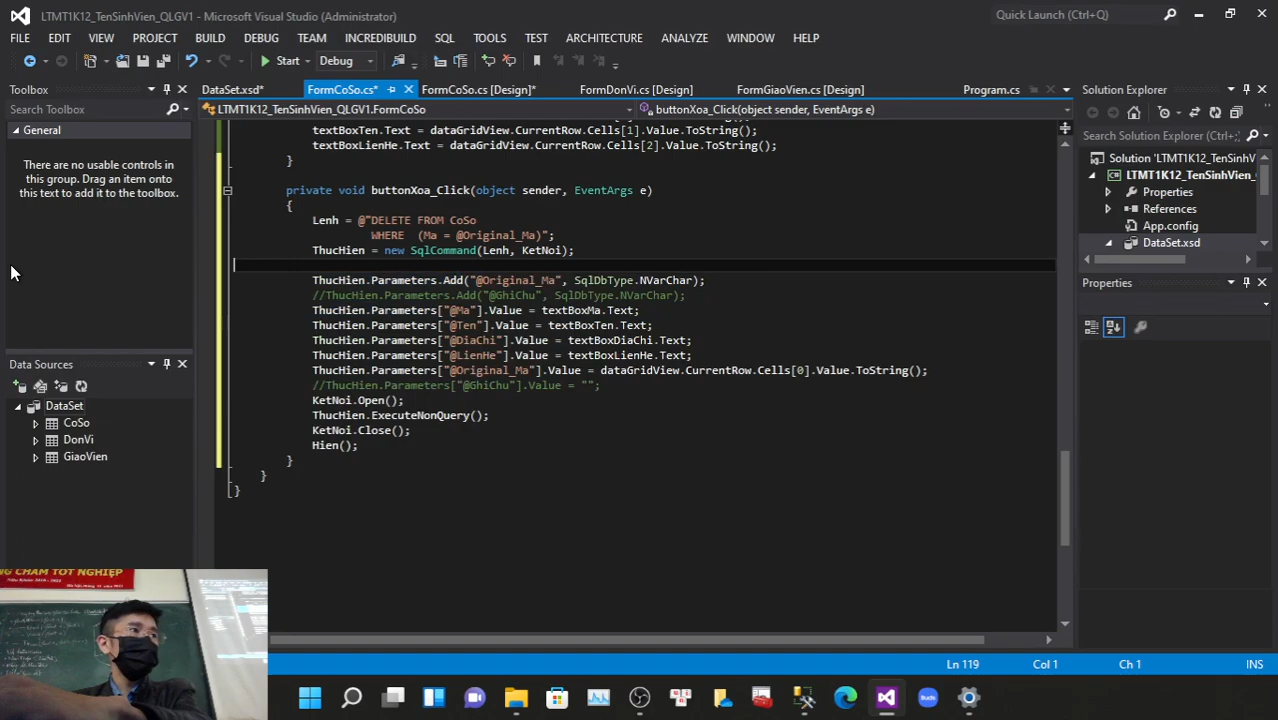 LTMT1K12_TenSinhVien_QLGV1 - Microsoft Visual Studio (Administrator)
Quick Launch (Ctrl+Q)
FILE EDIT VIEW PROJECT BUILD DEBUG TEAM INCREDIBUILD SQL TOOLS TEST ARCHITECTURE ANALYZE WINDOW HELP
Start Debug
Toolbox
Search Toolbox
General
There are no usable controls in
this group. Drag an item onto
this text to add it to the toolbox.
Data Sources
DataSet
CoSo
DonVi
GiaoVien
DataSet.xsd* FormCoSo.cs* FormCoSo.cs [Design]* FormDonVi.cs [Design] FormGiaoVien.cs [Design] Program.cs
LTMT1K12_TenSinhVien_QLGV1.FormCoSo buttonXoa_Click(object sender, EventArgs e)
textBoxTen.Text = dataGridView.CurrentRow.Cells[1].Value.ToString();
textBoxLienHe.Text = dataGridView.CurrentRow.Cells[2].Value.ToString();
}
private void buttonXoa_Click(object sender, EventArgs e)
{
Lenh = @"DELETE FROM CoSo
WHERE (Ma = @Original_Ma)";
ThucHien = new SqlCommand(Lenh, KetNoi);
ThucHien.Parameters.Add("@Original_Ma", SqlDbType.NVarChar);
//ThucHien.Parameters.Add("@GhiChu", SqlDbType.NVarChar);
ThucHien.Parameters["@Ma"].Value = textBoxMa.Text;
ThucHien.Parameters["@Ten"].Value = textBoxTen.Text;
ThucHien.Parameters["@DiaChi"].Value = textBoxDiaChi.Text;
ThucHien.Parameters["@LienHe"].Value = textBoxLienHe.Text;
ThucHien.Parameters["@Original_Ma"].Value = dataGridView.CurrentRow.Cells[0].Value.ToString();
//ThucHien.Parameters["@GhiChu"].Value = "";
KetNoi.Open();
ThucHien.ExecuteNonQuery();
KetNoi.Close();
Hien();
}
}
}
Solution Explorer
Search Solution Explorer (Ctrl+;
Solution 'LTMT1K12_TenSinhV
LTMT1K12_TenSinhVien_
Properties
References
App.config
DataSet.xsd
Properties
Ln 119 Col 1 Ch 1 INS
NG CHAM TOT NGHIỆP
Buds